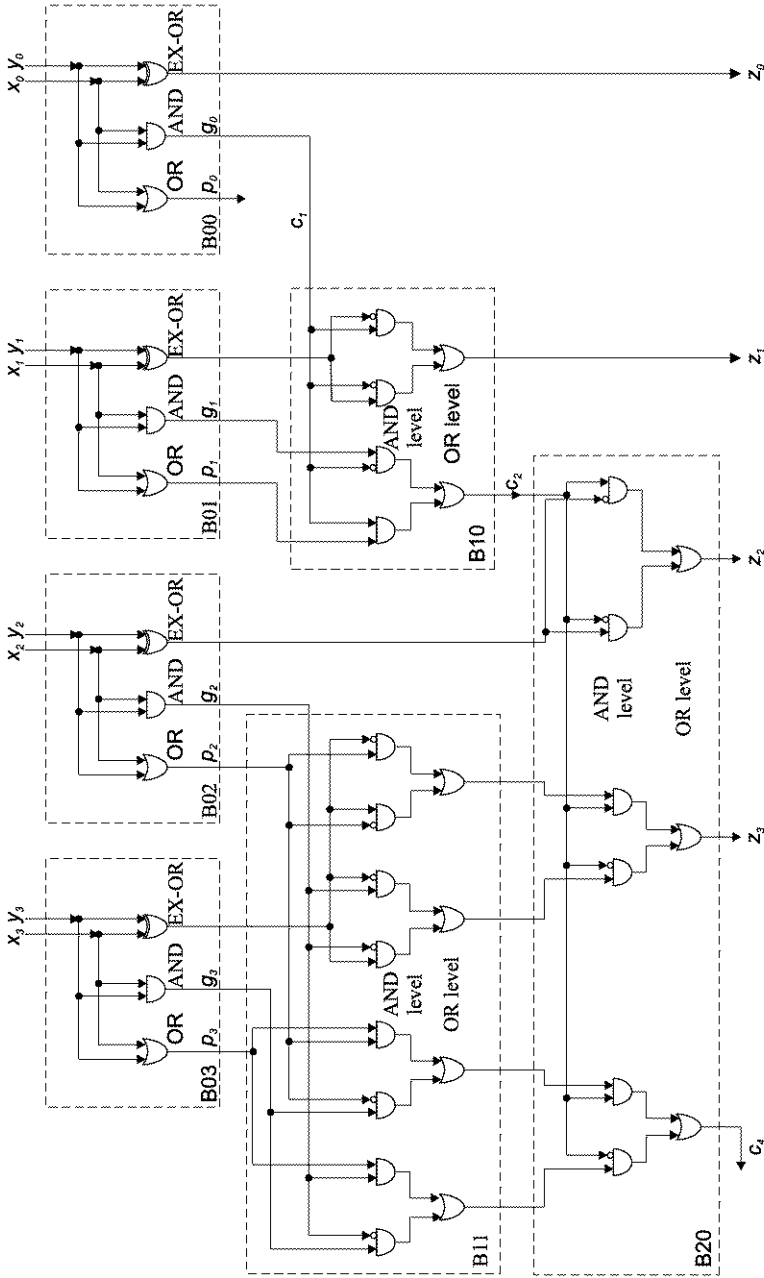 x3 y3
x2 y2
x1 y1
x0 y0
OR
AND
EX-OR
p3
g3
B03
OR
AND
EX-OR
p2
g2
B02
OR
AND
EX-OR
p1
g1
B01
OR
AND
EX-OR
p0
g0
B00
c1
AND
level
OR level
B11
AND
level
OR level
B10
c2
AND
level
OR level
B20
c4
z3
z2
z1
z0